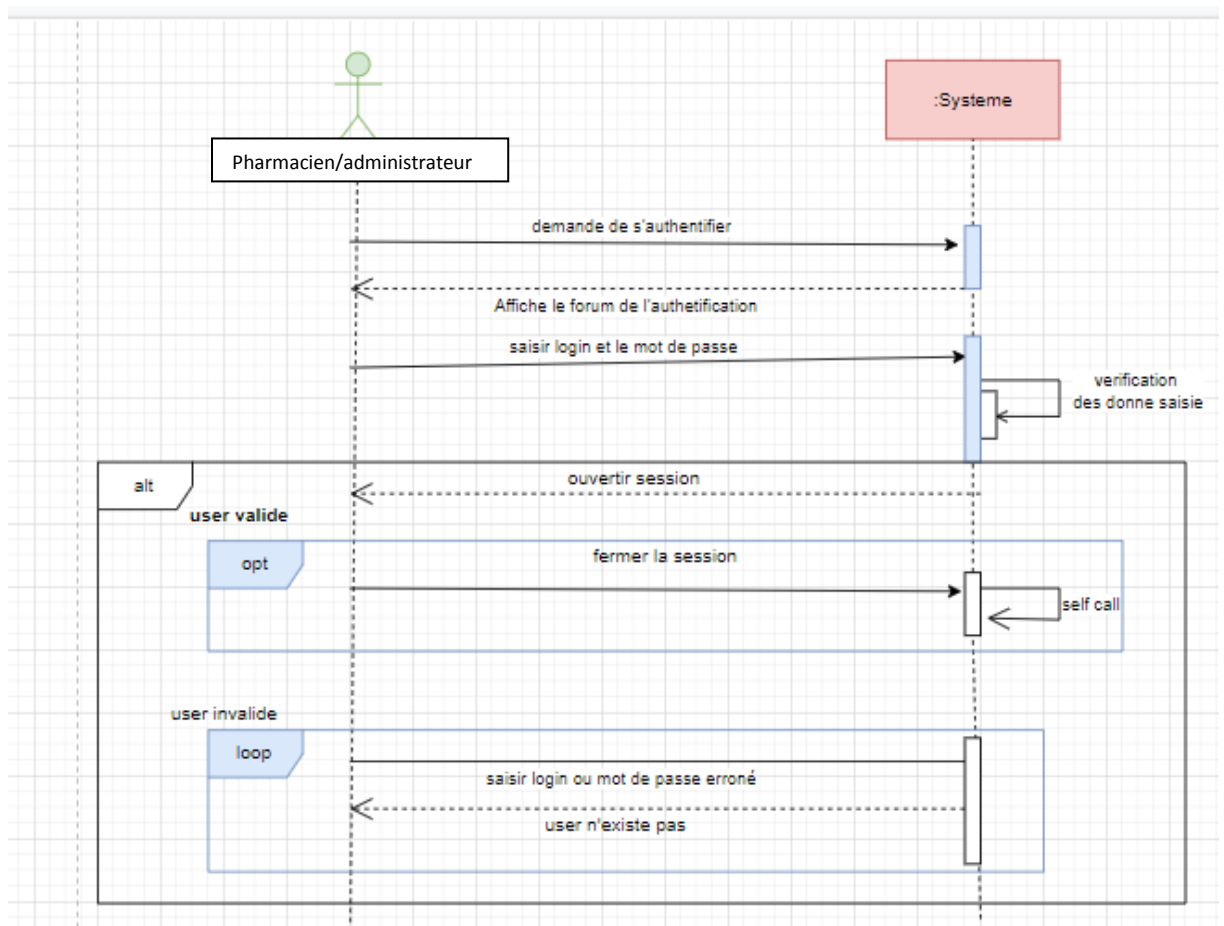 :Systeme
Pharmacien/administrateur
demande de s'authentifier
Affiche le forum de l'authetification
saisir login et le mot de passe
verification
des donne saisie
alt
ouvertir session
user valide
opt
fermer la session
self call
user invalide
loop
saisir login ou mot de passe erroné
user n'existe pas